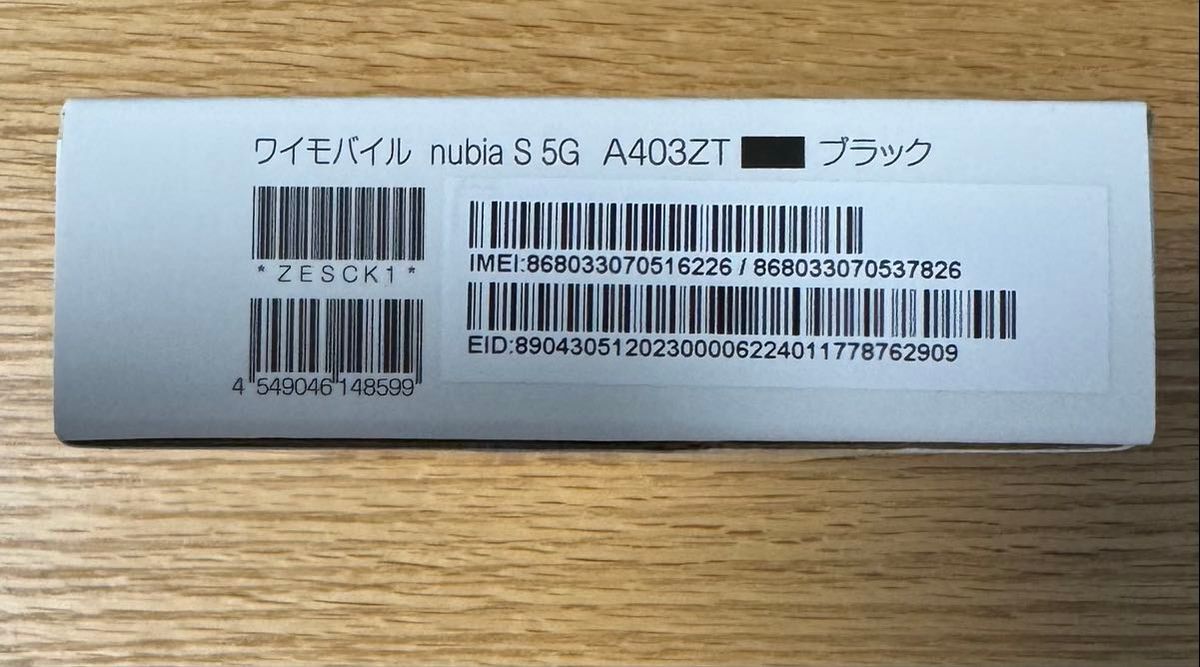 ワイモバイル nubia S 5G A403ZT ブラック
*ZESCK1*
4 549046 148599
IMEI:868033070516226 / 868033070537826
EID:89043051202300006224011778762909